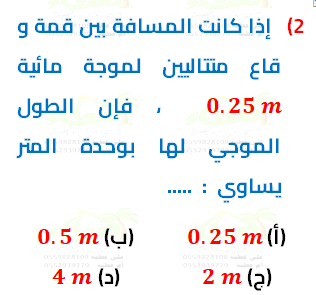 2) إذا كانت المسافة بين قمة و
قاع متتاليين لموجة مائية
0.25 m ، فإن الطول
الموجي لها بوحدة المتر
يساوي : .....
(أ) 0.25 m (ب) 0.5 m
(ج) 2 m (د) 4 m